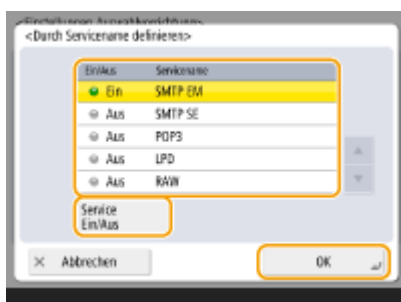 <Einstellungen Auswahlvorrichtung>
<Durch Servicename definieren>
Ein/Aus Servicename
Ein SMTP EM
Aus SMTP SE
Aus POP3
Aus LPD
Aus RAW
Service
Ein/Aus
× Abbrechen OK